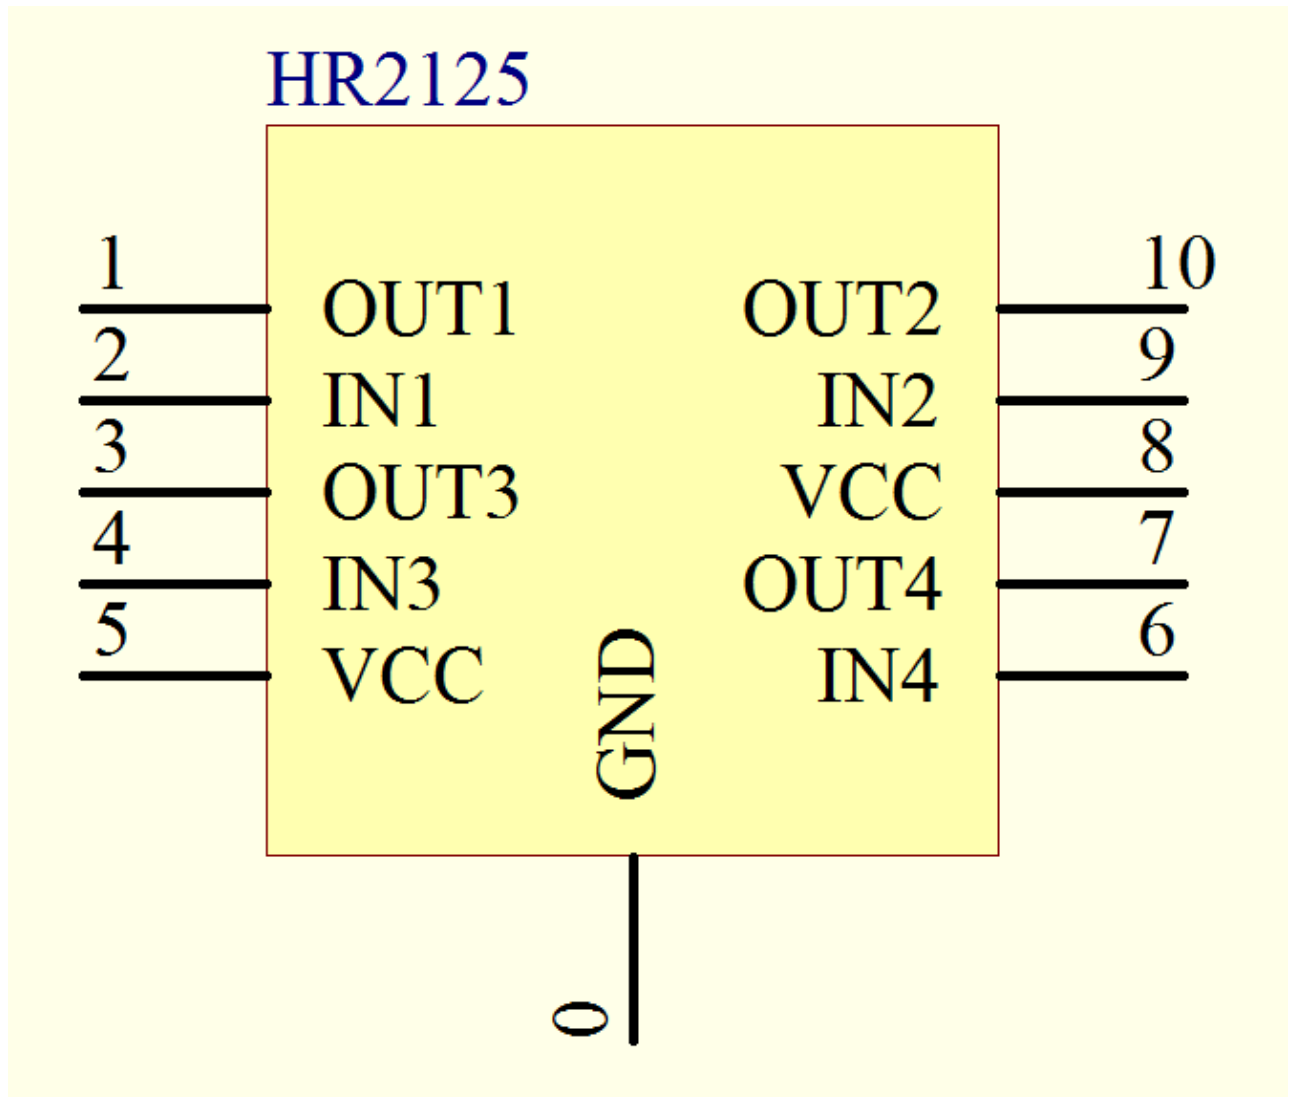 HR2125
1 OUT1 OUT2 10
2 IN1 IN2 9
3 OUT3 VCC 8
4 IN3 OUT4 7
5 VCC IN4 6
GND
0